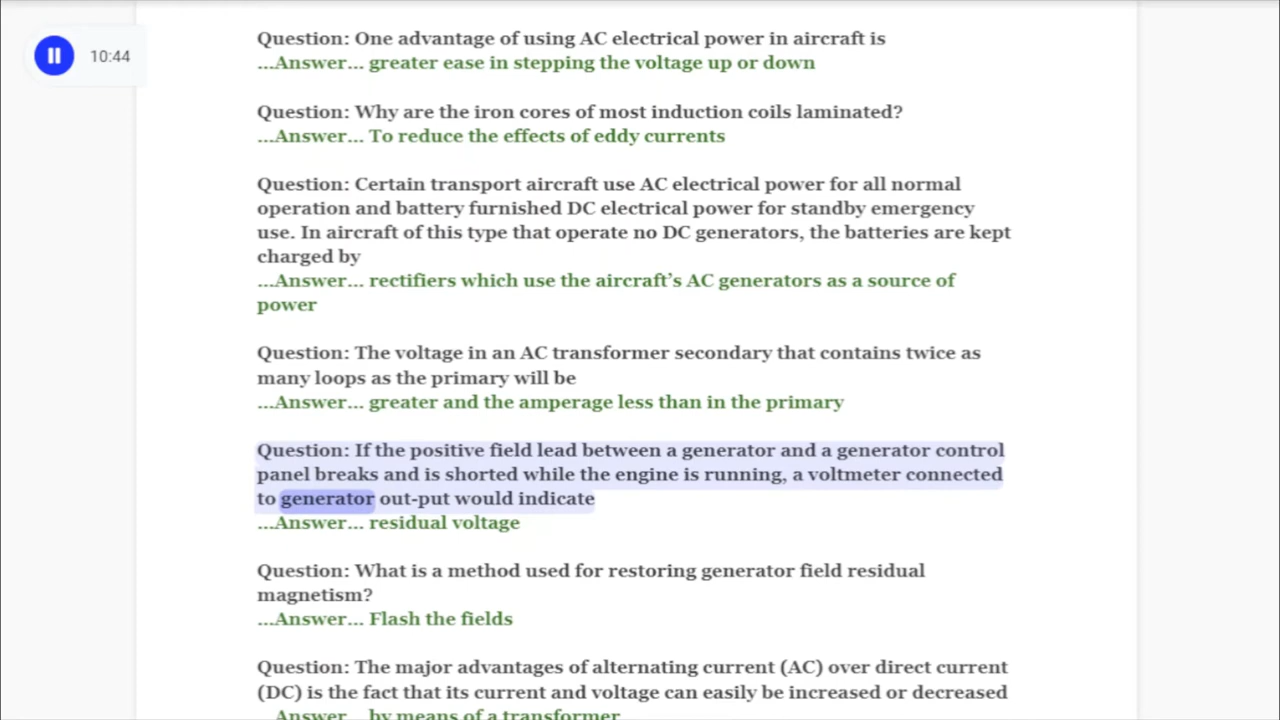 10:44
Question: One advantage of using AC electrical power in aircraft is
...Answer... greater ease in stepping the voltage up or down
Question: Why are the iron cores of most induction coils laminated?
...Answer... To reduce the effects of eddy currents
Question: Certain transport aircraft use AC electrical power for all normal
operation and battery furnished DC electrical power for standby emergency
use. In aircraft of this type that operate no DC generators, the batteries are kept
charged by
...Answer... rectifiers which use the aircraft’s AC generators as a source of
power
Question: The voltage in an AC transformer secondary that contains twice as
many loops as the primary will be
...Answer... greater and the amperage less than in the primary
Question: If the positive field lead between a generator and a generator control
panel breaks and is shorted while the engine is running, a voltmeter connected
to generator out-put would indicate
...Answer... residual voltage
Question: What is a method used for restoring generator field residual
magnetism?
...Answer... Flash the fields
Question: The major advantages of alternating current (AC) over direct current
(DC) is the fact that its current and voltage can easily be increased or decreased
...Answer... by means of a transformer